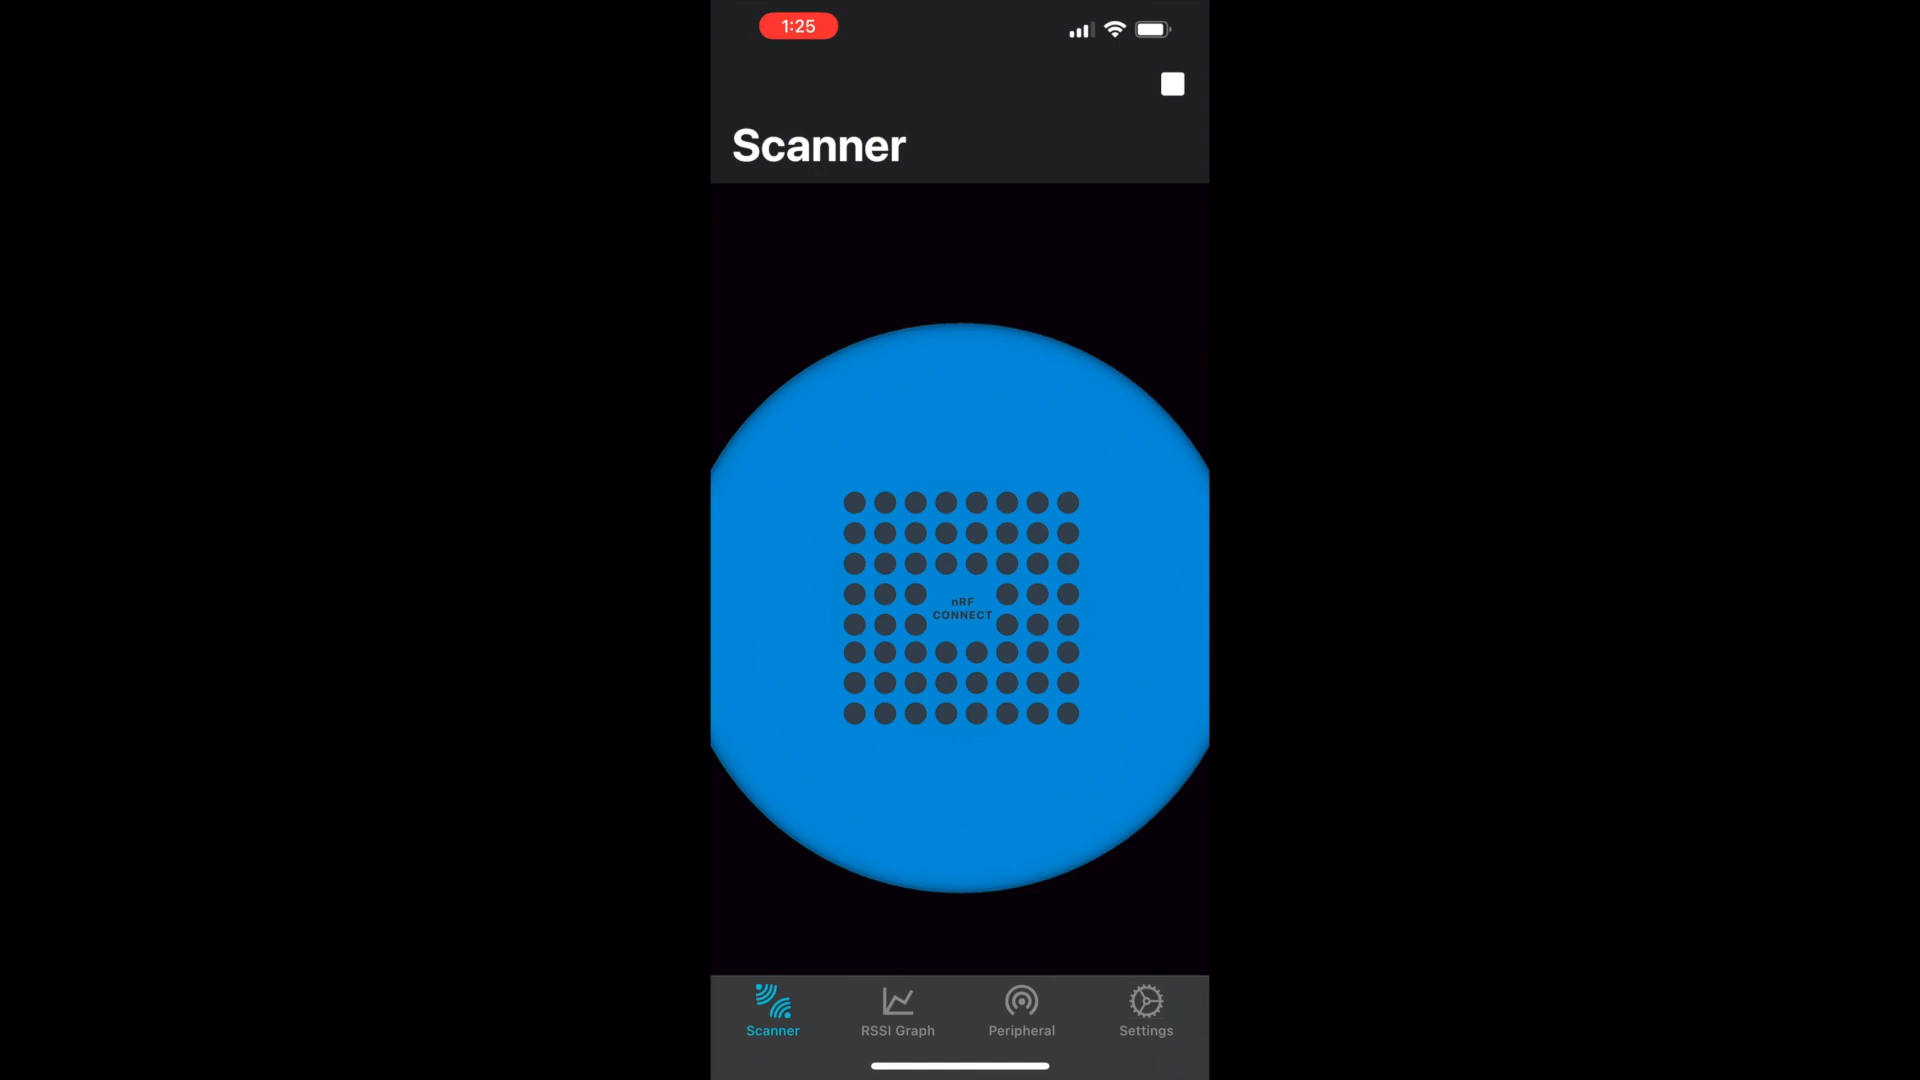 1:25
Scanner
nRF
CONNECT
Scanner
RSSI Graph
Peripheral
Settings